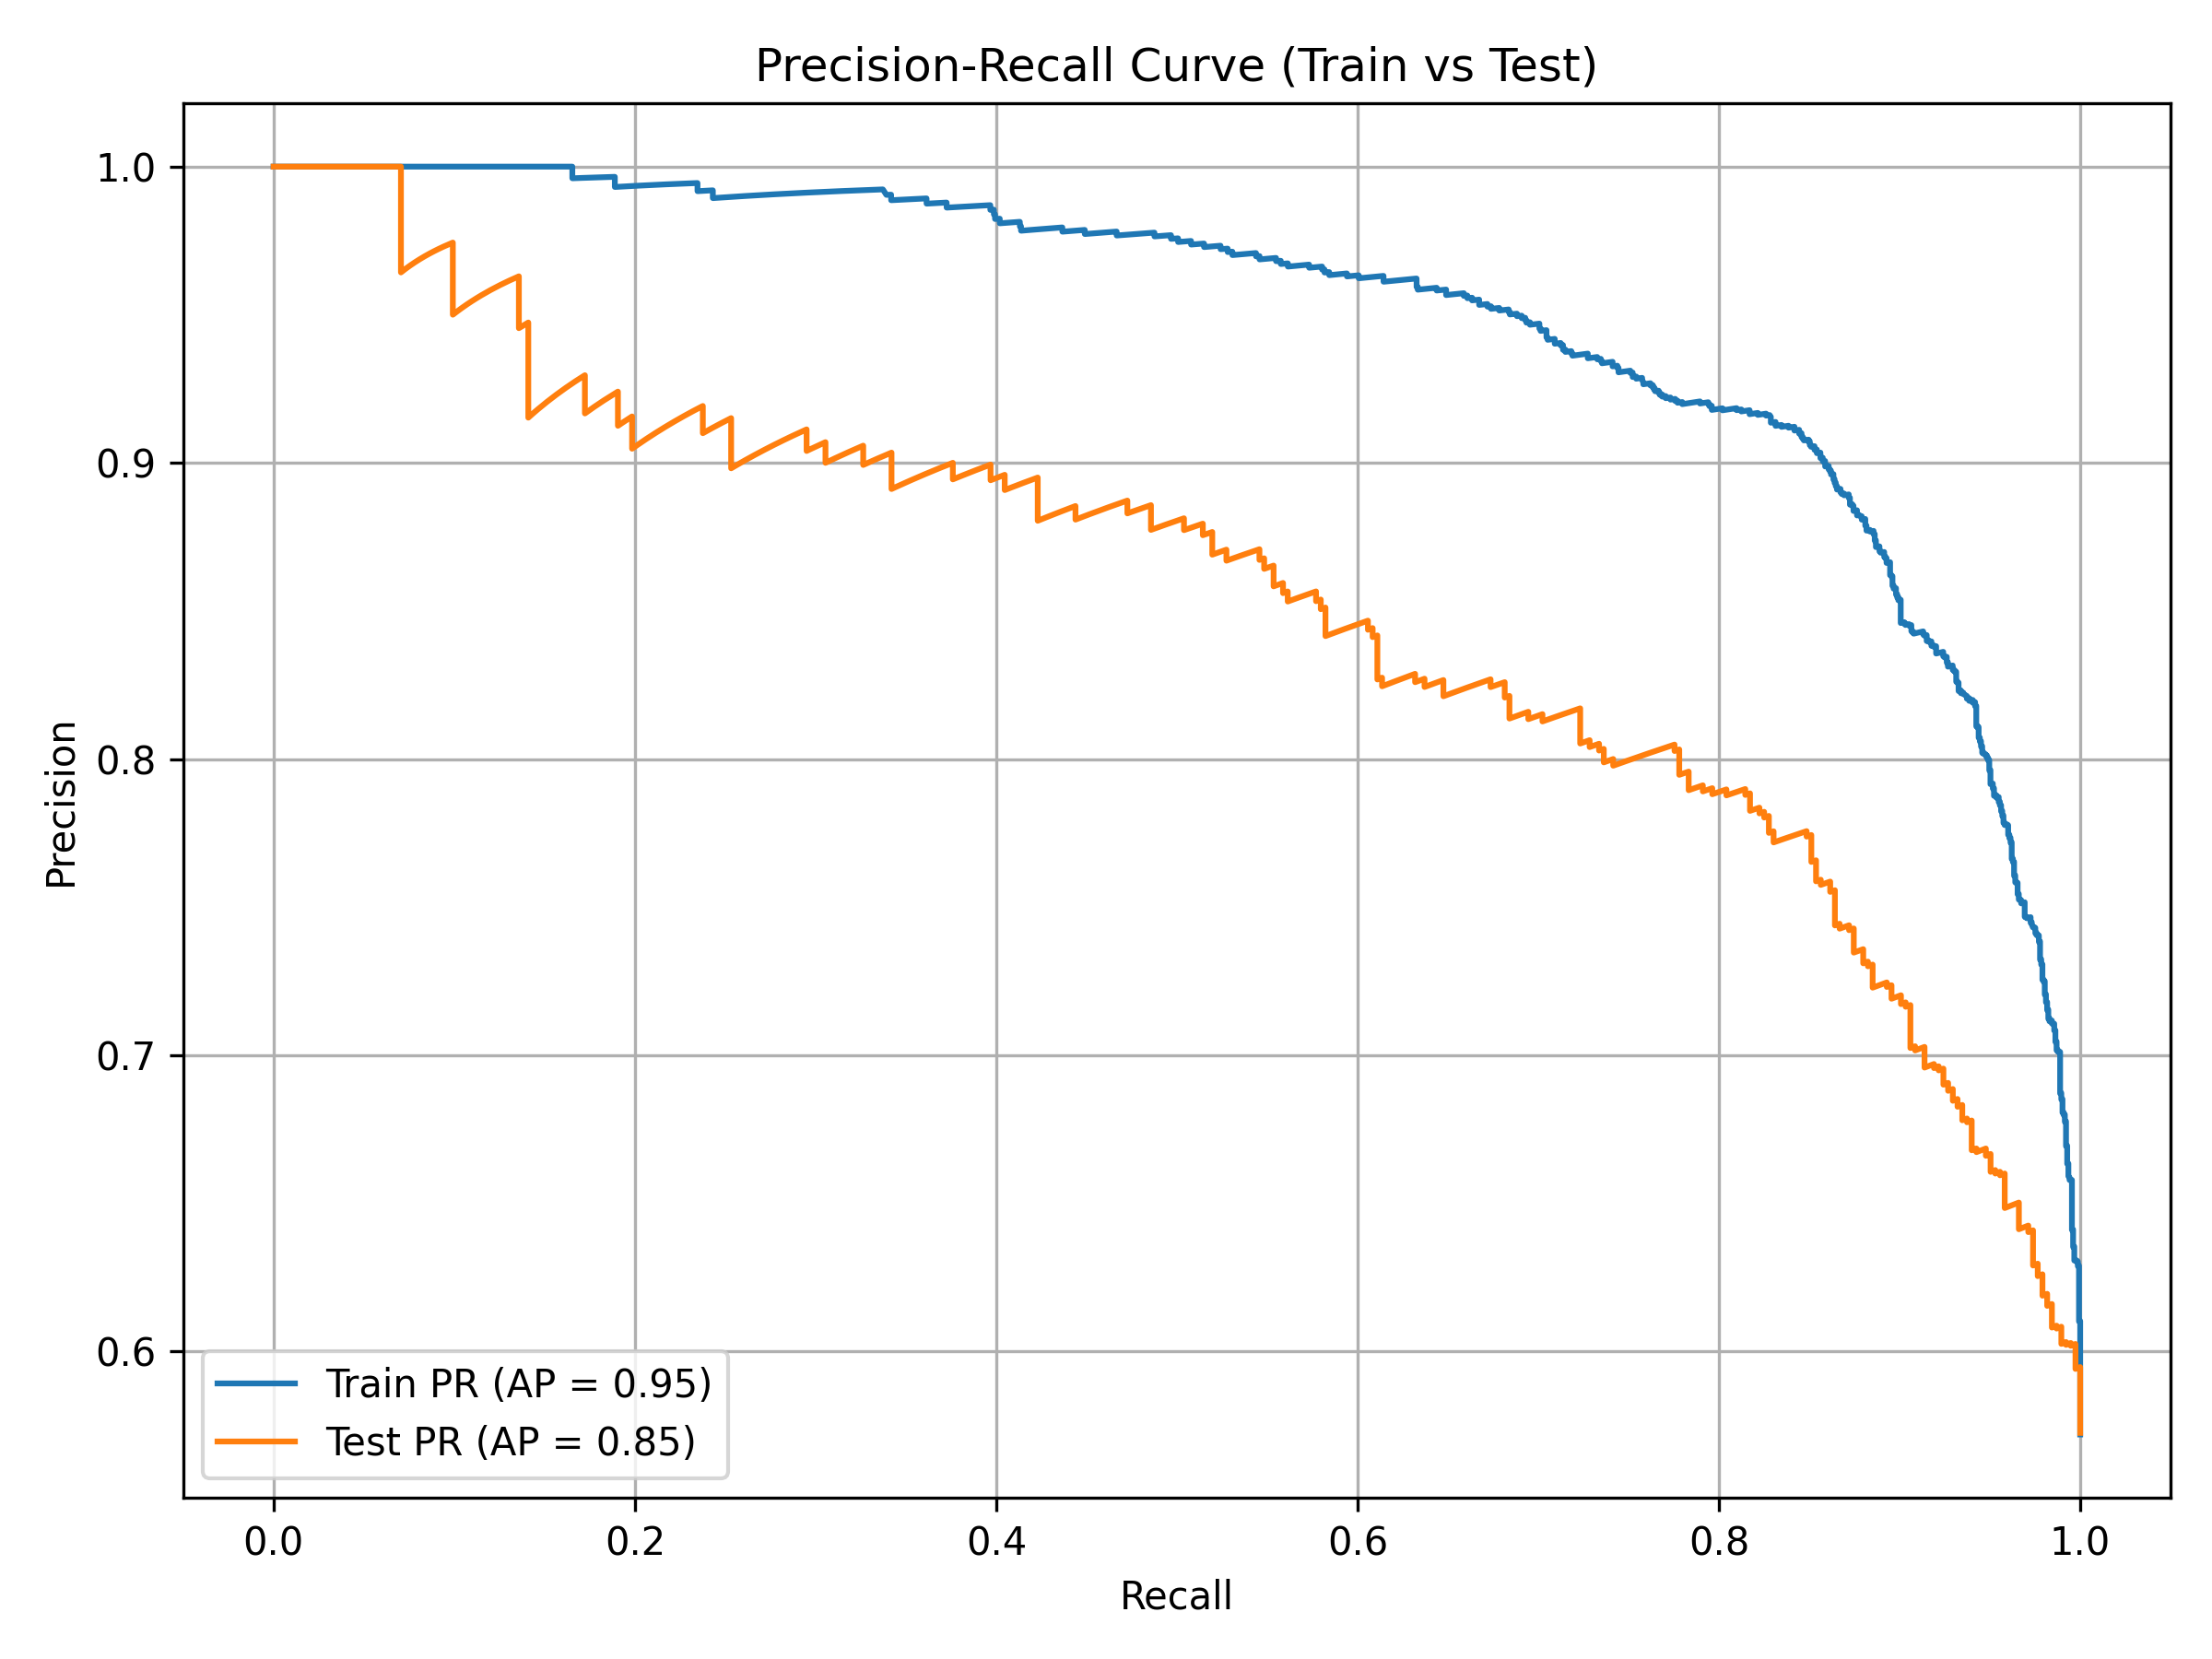 Precision-Recall Curve (Train vs Test)
Precision
1.0
0.9
0.8
0.7
0.6
Train PR (AP = 0.95)
Test PR (AP = 0.85)
0.0 0.2 0.4 0.6 0.8 1.0
Recall